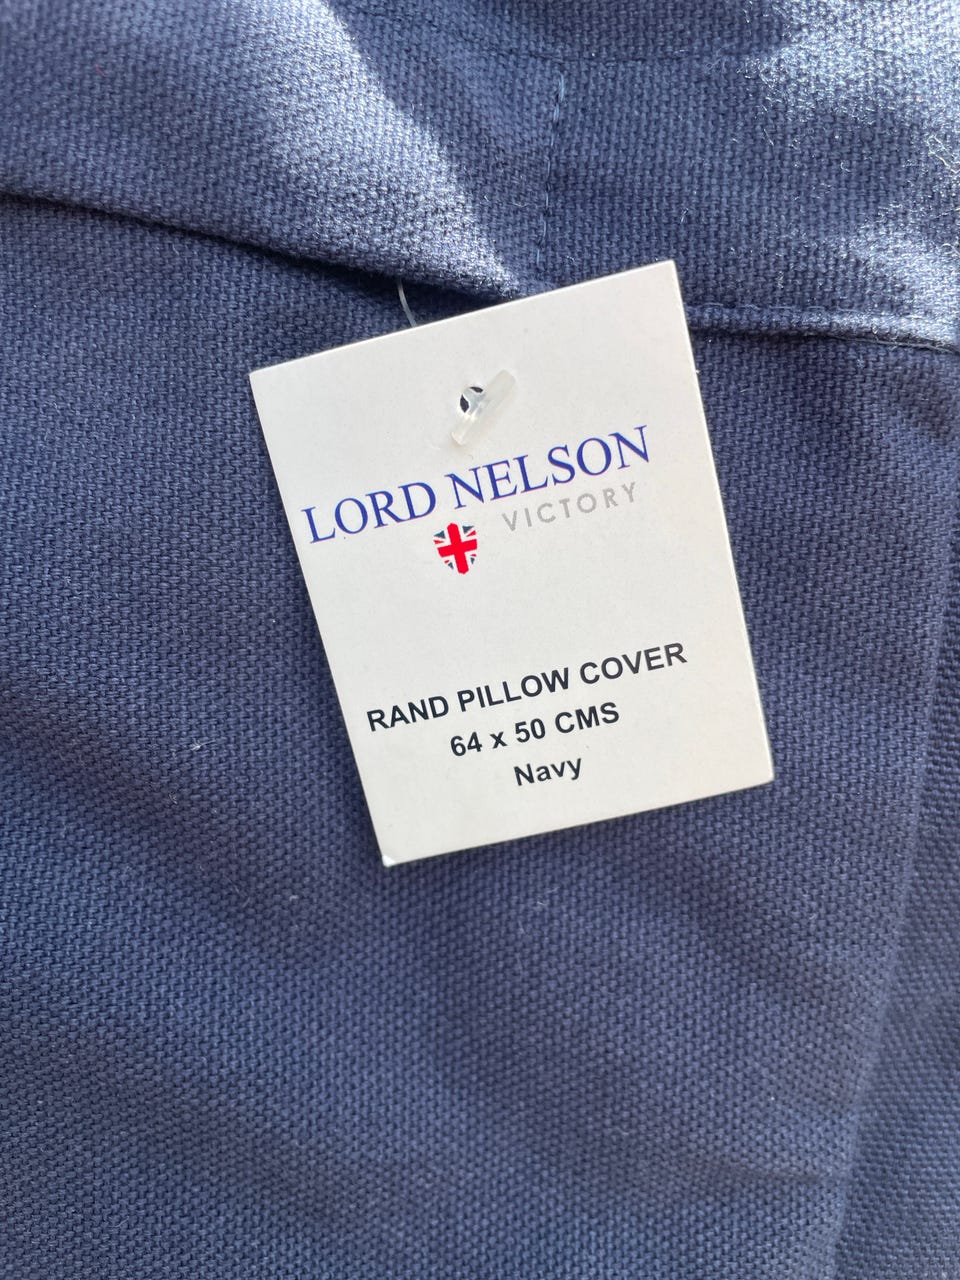 LORD NELSON
VICTORY
RAND PILLOW COVER
64 x 50 CMS
Navy